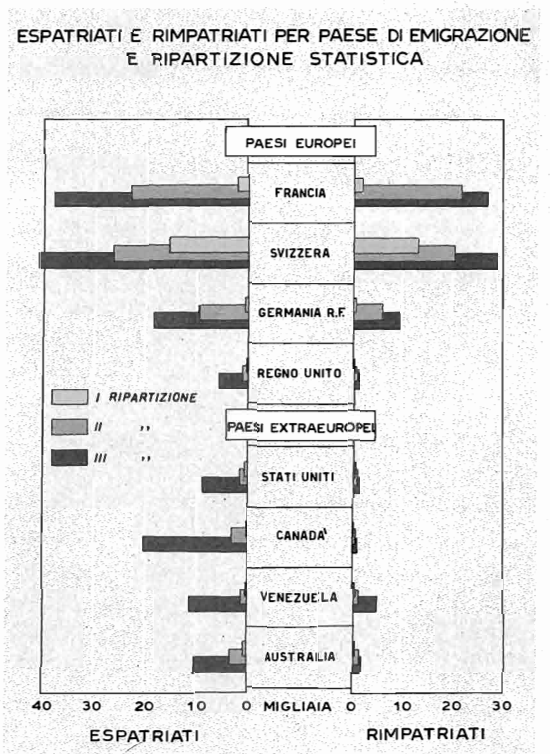 ESPATRIATI E RIMPATRIATI PER PAESE DI EMIGRAZIONE
E RIPARTIZIONE STATISTICA
PAESI EUROPEI
FRANCIA
SVIZZERA
GERMANIA R.F.
REGNO UNITO
I RIPARTIZIONE
II ,,
III ,,
PAESI EXTRAEUROPEI
STATI UNITI
CANADA'
VENEZUELA
AUSTRALIA
40 30 20 10 0 MIGLIAIA 0 10 20 30
ESPATRIATI RIMPATRIATI